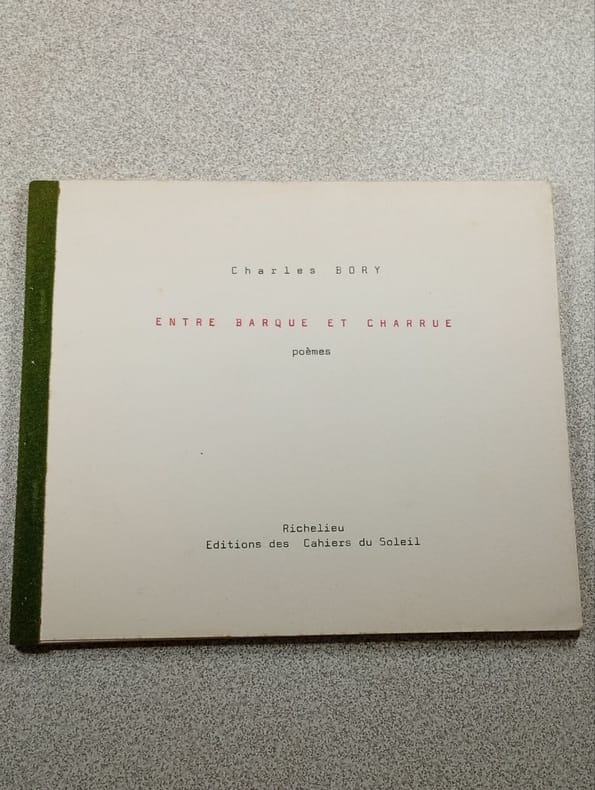 Charles BORY
ENTRE BARQUE ET CHARRUE
poèmes
Richelieu
Editions des Cahiers du Soleil